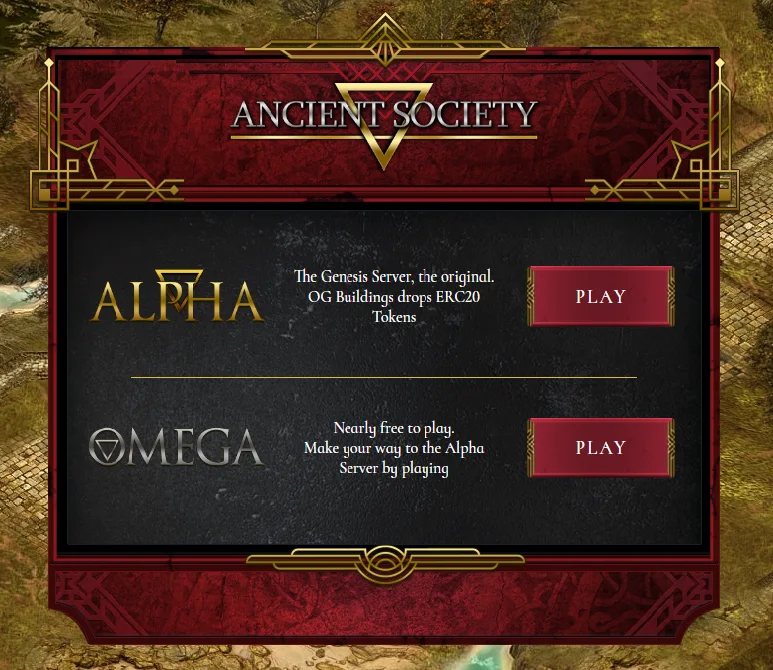 ANCIENT SOCIETY
ALPHA
The Genesis Server, the original.
OG Buildings drops ERC20
Tokens
PLAY
OMEGA
Nearly free to play.
Make your way to the Alpha
Server by playing
PLAY